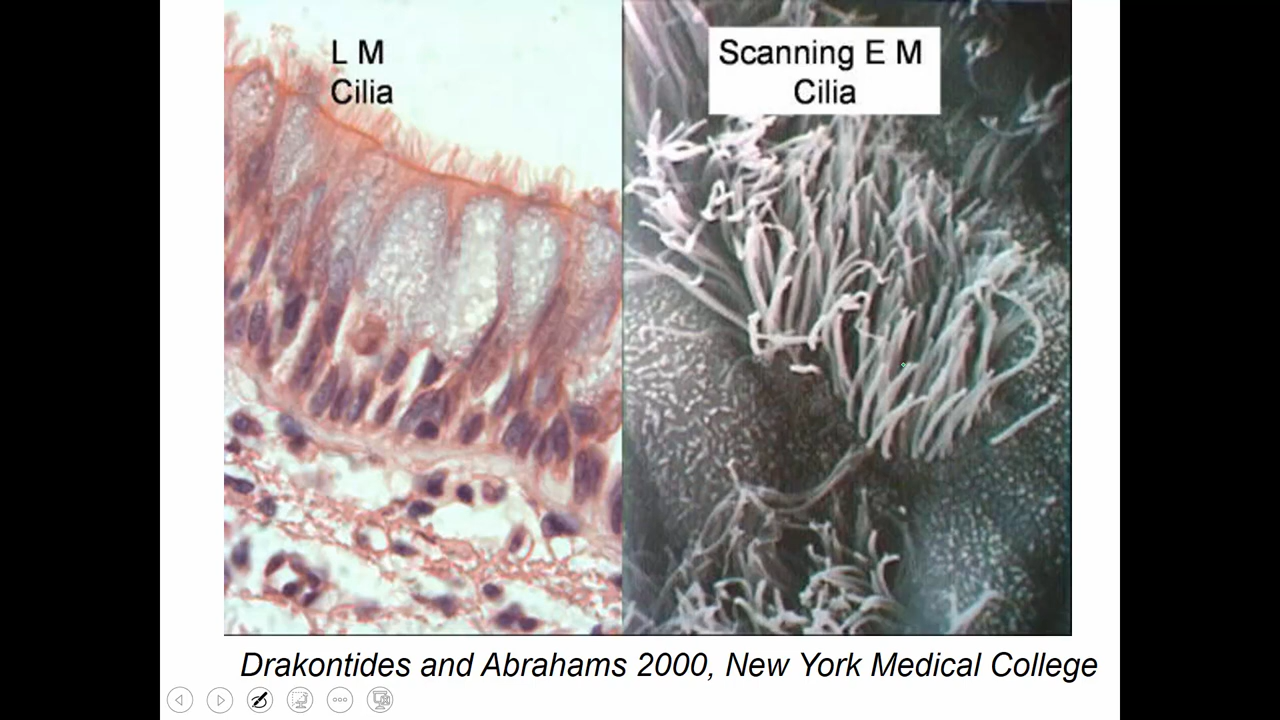 L M
Cilia
Scanning E M
Cilia
Drakontides and Abrahams 2000, New York Medical College